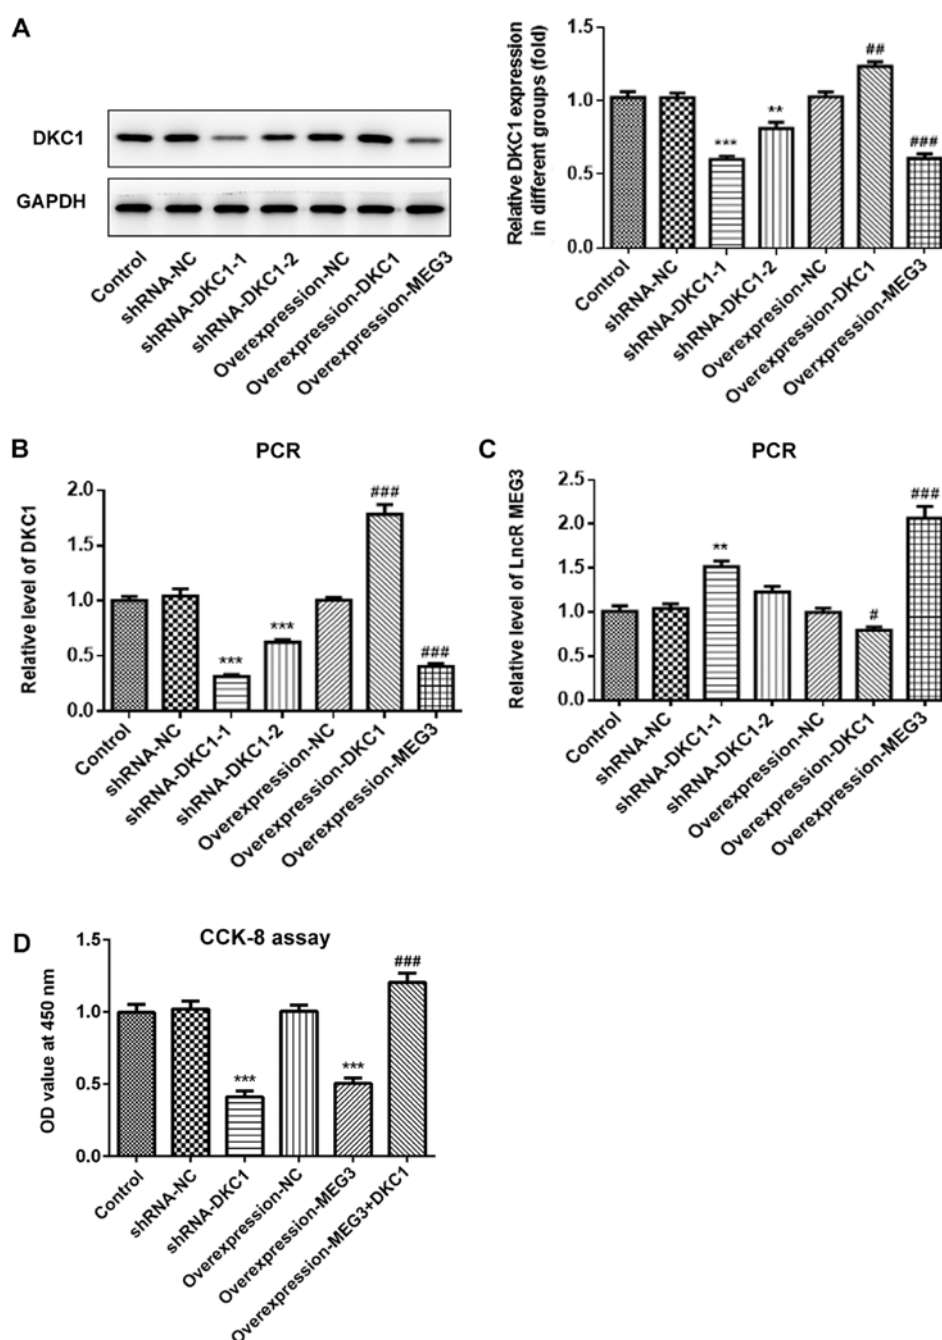 A
DKC1
GAPDH
Control
shRNA-NC
shRNA-DKC1-1
shRNA-DKC1-2
Overexpression-NC
Overexpression-DKC1
Overexpression-MEG3
Relative DKC1 expression
in different groups (fold)
1.5
1.0
0.5
0.0
***
**
##
###
Control
shRNA-NC
shRNA-DKC1-1
shRNA-DKC1-2
Overexpression-NC
Overexpression-DKC1
Overxpression-MEG3
B
PCR
Relative level of DKC1
2.0
1.5
1.0
0.5
0.0
***
***
###
###
Control
shRNA-NC
shRNA-DKC1-1
shRNA-DKC1-2
Overexpression-NC
Overexpression-DKC1
Overexpression-MEG3
C
PCR
Relative level of LncR MEG3
2.5
2.0
1.5
1.0
0.5
0.0
**
#
###
Control
shRNA-NC
shRNA-DKC1-1
shRNA-DKC1-2
Overexpression-NC
Overexpression-DKC1
Overexpression-MEG3
D
CCK-8 assay
OD value at 450 nm
1.5
1.0
0.5
0.0
***
***
###
Control
shRNA-NC
shRNA-DKC1
Overexpression-NC
Overexpression-MEG3
Overexpression-MEG3+DKC1